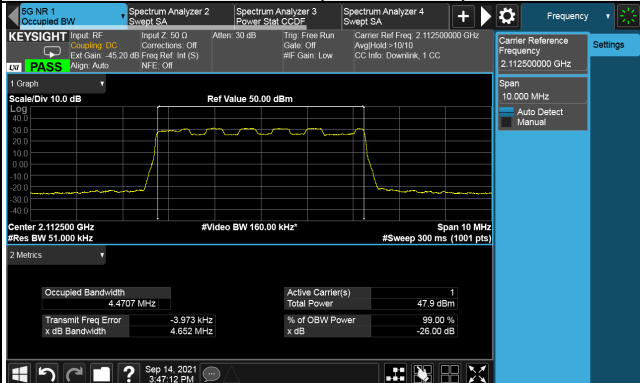 5G NR 1
Occupied BW
Spectrum Analyzer 2
Swept SA
Spectrum Analyzer 3
Power Stat CCDF
Spectrum Analyzer 4
Swept SA
Frequency
KEYSIGHT
Input: RF
Coupling: DC
Ext Gain: -45.20 dB
Align: Auto
Input Z: 50 Ω
Corrections: Off
Freq Ref: Int (S)
NFE: Off
Atten: 30 dB
Trig: Free Run
Gate: Off
#IF Gain: Low
Carrier Ref Freq: 2.112500000 GHz
Avg|Hold:>10/10
CC Info: Downlink, 1 CC
LXI PASS
Carrier Reference
Frequency
2.112500000 GHz
Settings
Span
10.000 MHz
Auto Detect
Manual
1 Graph
Scale/Div 10.0 dB
Ref Value 50.00 dBm
Log
40.0
30.0
20.0
10.0
0.00
-10.0
-20.0
-30.0
-40.0
Center 2.112500 GHz
#Video BW 160.00 kHz*
Span 10 MHz
#Res BW 51.000 kHz
#Sweep 300 ms (1001 pts)
2 Metrics
Occupied Bandwidth
4.4707 MHz
Active Carrier(s) 1
Total Power 47.9 dBm
Transmit Freq Error -3.973 kHz
x dB Bandwidth 4.652 MHz
% of OBW Power 99.00 %
x dB -26.00 dB
?
Sep 14, 2021
3:47:12 PM